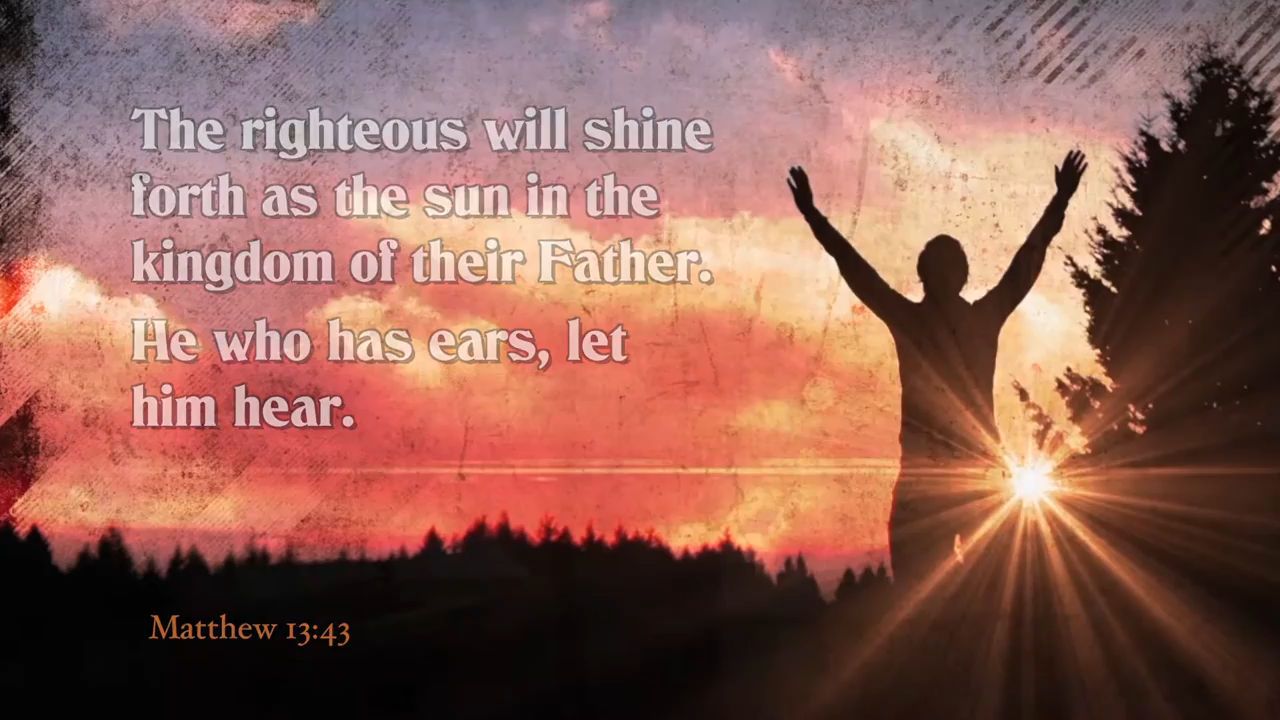 The righteous will shine
forth as the sun in the
kingdom of their Father.
He who has ears, let
him hear.
Matthew 13:43